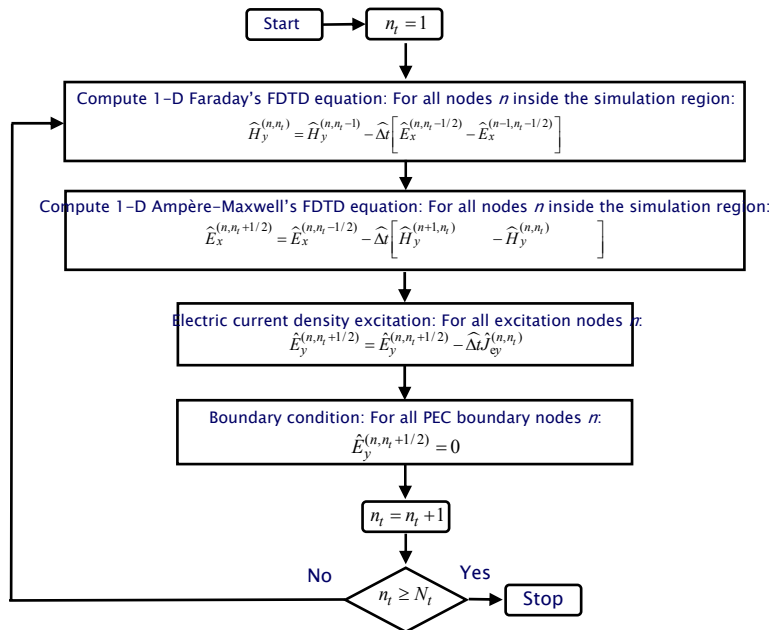 Start
n_t = 1
Compute 1-D Faraday's FDTD equation: For all nodes n inside the simulation region:
Ĥ_y^{(n,n_t)} = Ĥ_y^{(n,n_t-1)} − Δ̂t[Ê_x^{(n,n_t-1/2)} − Ê_x^{(n-1,n_t-1/2)}]
Compute 1-D Ampère-Maxwell's FDTD equation: For all nodes n inside the simulation region:
Ê_x^{(n,n_t+1/2)} = Ê_x^{(n,n_t-1/2)} − Δ̂t[Ĥ_y^{(n+1,n_t)} − Ĥ_y^{(n,n_t)}]
Electric current density excitation: For all excitation nodes n:
Ê_y^{(n,n_t+1/2)} = Ê_y^{(n,n_t+1/2)} − Δ̂tĴ_{ey}^{(n,n_t)}
Boundary condition: For all PEC boundary nodes n:
Ê_y^{(n,n_t+1/2)} = 0
n_t = n_t + 1
No
n_t ≥ N_t
Yes
Stop